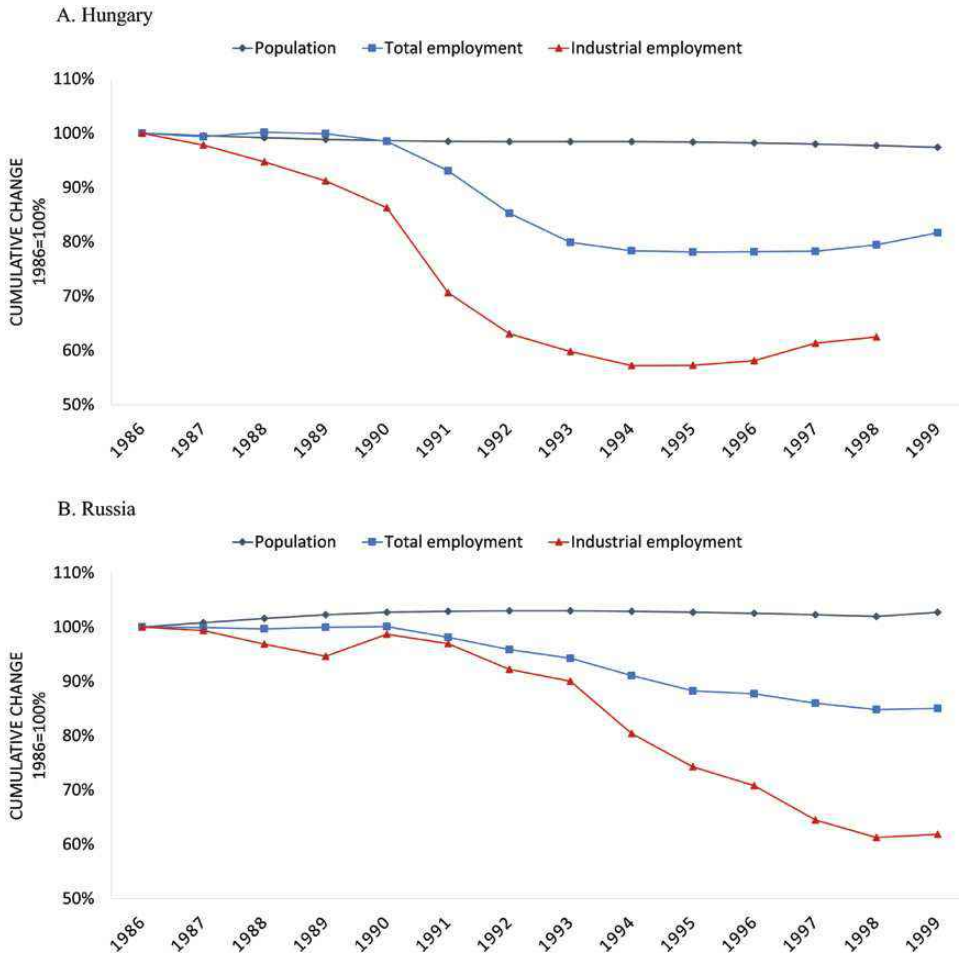 A. Hungary
Population Total employment Industrial employment
110%
100%
90%
80%
70%
60%
50%
CUMULATIVE CHANGE
1986=100%
1986 1987 1988 1989 1990 1991 1992 1993 1994 1995 1996 1997 1998 1999
B. Russia
Population Total employment Industrial employment
110%
100%
90%
80%
70%
60%
50%
CUMULATIVE CHANGE
1986=100%
1986 1987 1988 1989 1990 1991 1992 1993 1994 1995 1996 1997 1998 1999